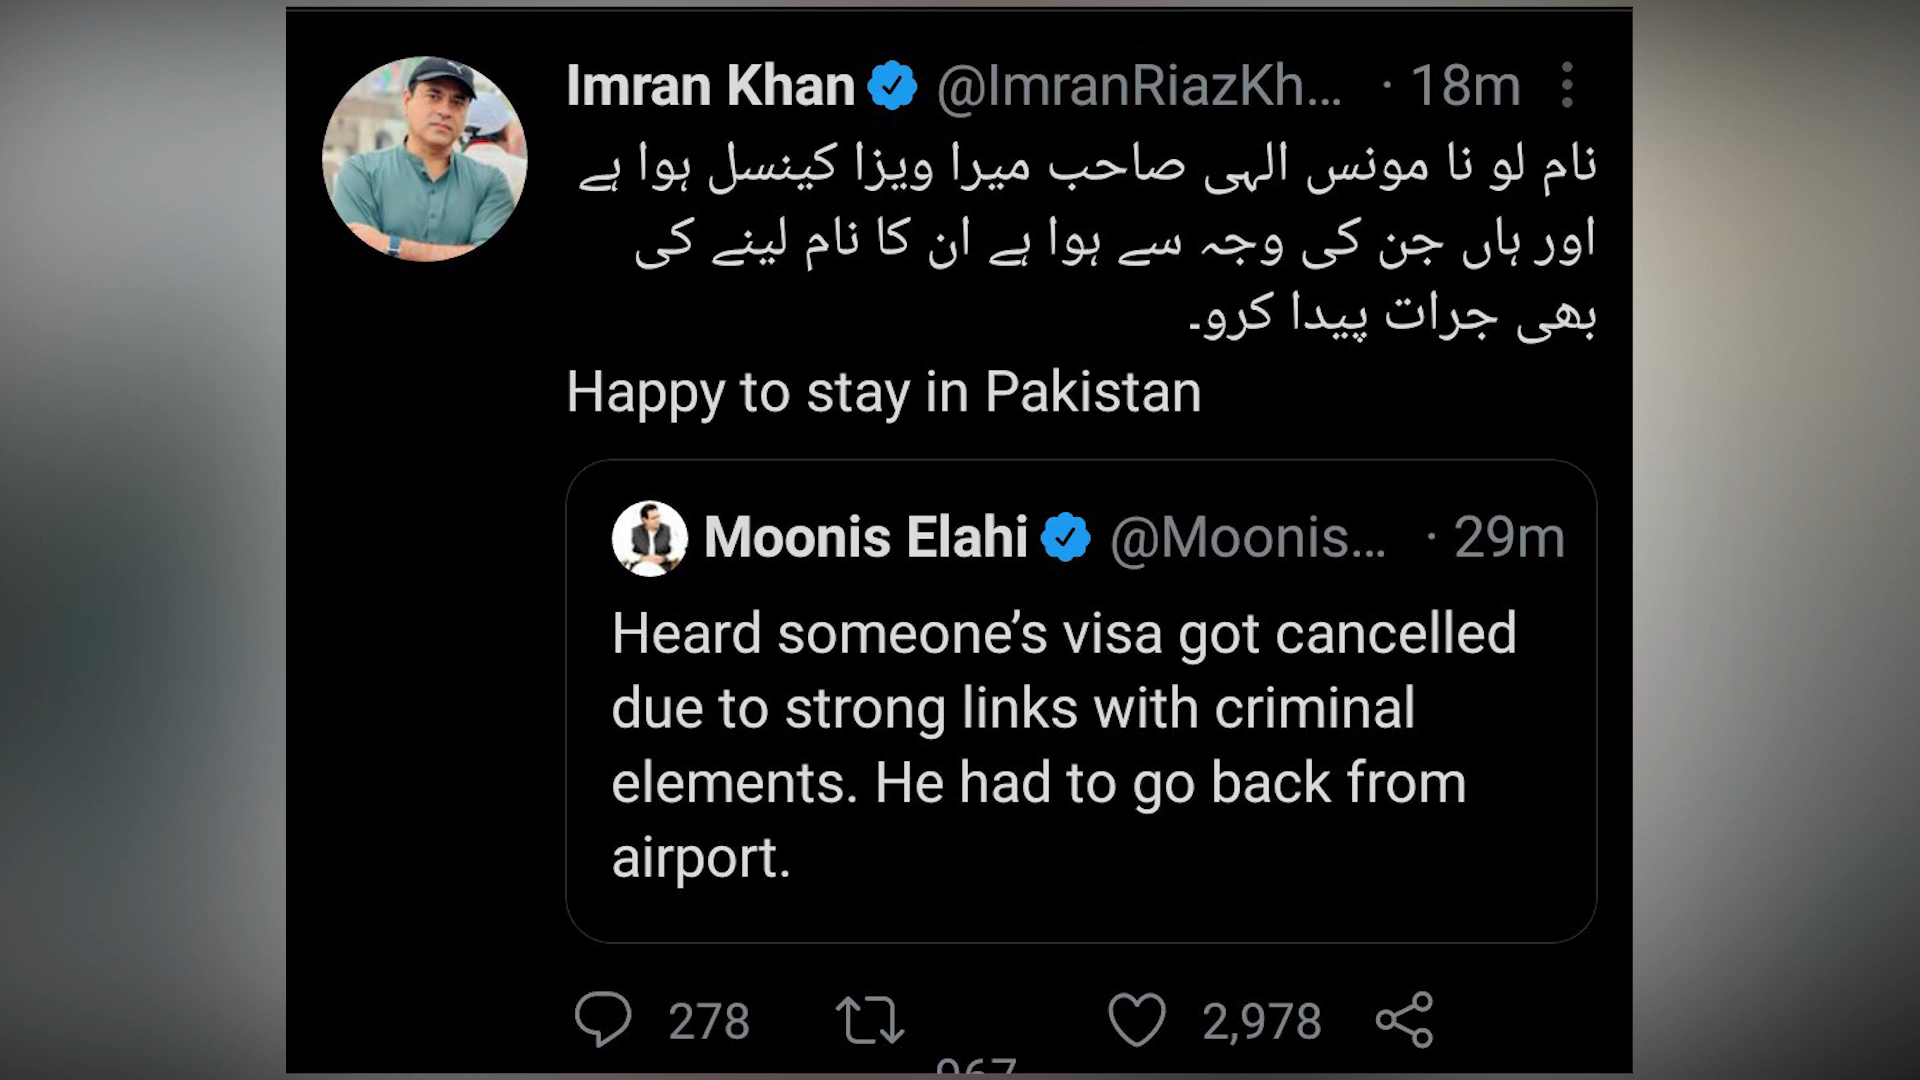 Imran Khan @ImranRiazKh... · 18m
نام لو نا مونس الہی صاحب میرا ویزا کینسل ہوا ہے
اور ہاں جن کی وجہ سے ہوا ہے ان کا نام لینے کی
بھی جرات پیدا کرو۔
Happy to stay in Pakistan
Moonis Elahi @Moonis... · 29m
Heard someone’s visa got cancelled
due to strong links with criminal
elements. He had to go back from
airport.
278 2,978